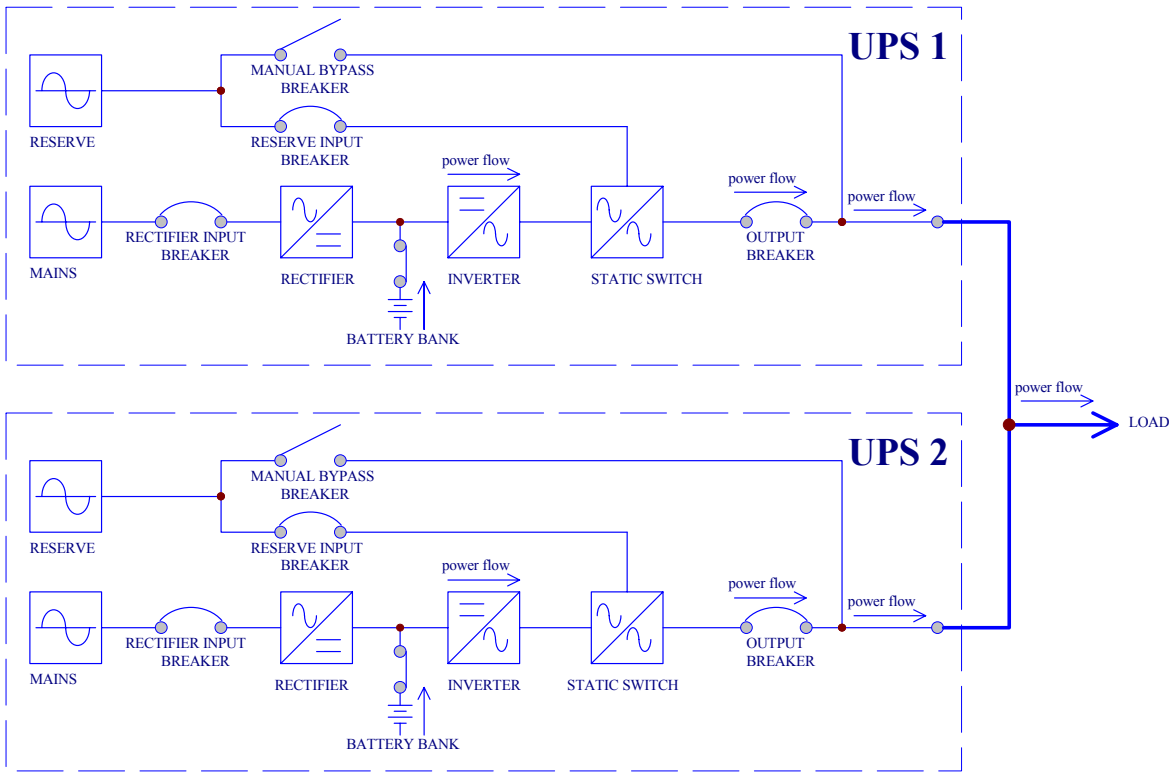 UPS 1
MANUAL BYPASS
BREAKER
RESERVE
RESERVE INPUT
BREAKER
power flow
power flow
power flow
RECTIFIER INPUT
BREAKER
OUTPUT
BREAKER
MAINS
RECTIFIER
INVERTER
STATIC SWITCH
BATTERY BANK
power flow
LOAD
UPS 2
MANUAL BYPASS
BREAKER
RESERVE
RESERVE INPUT
BREAKER
power flow
power flow
power flow
RECTIFIER INPUT
BREAKER
OUTPUT
BREAKER
MAINS
RECTIFIER
INVERTER
STATIC SWITCH
BATTERY BANK